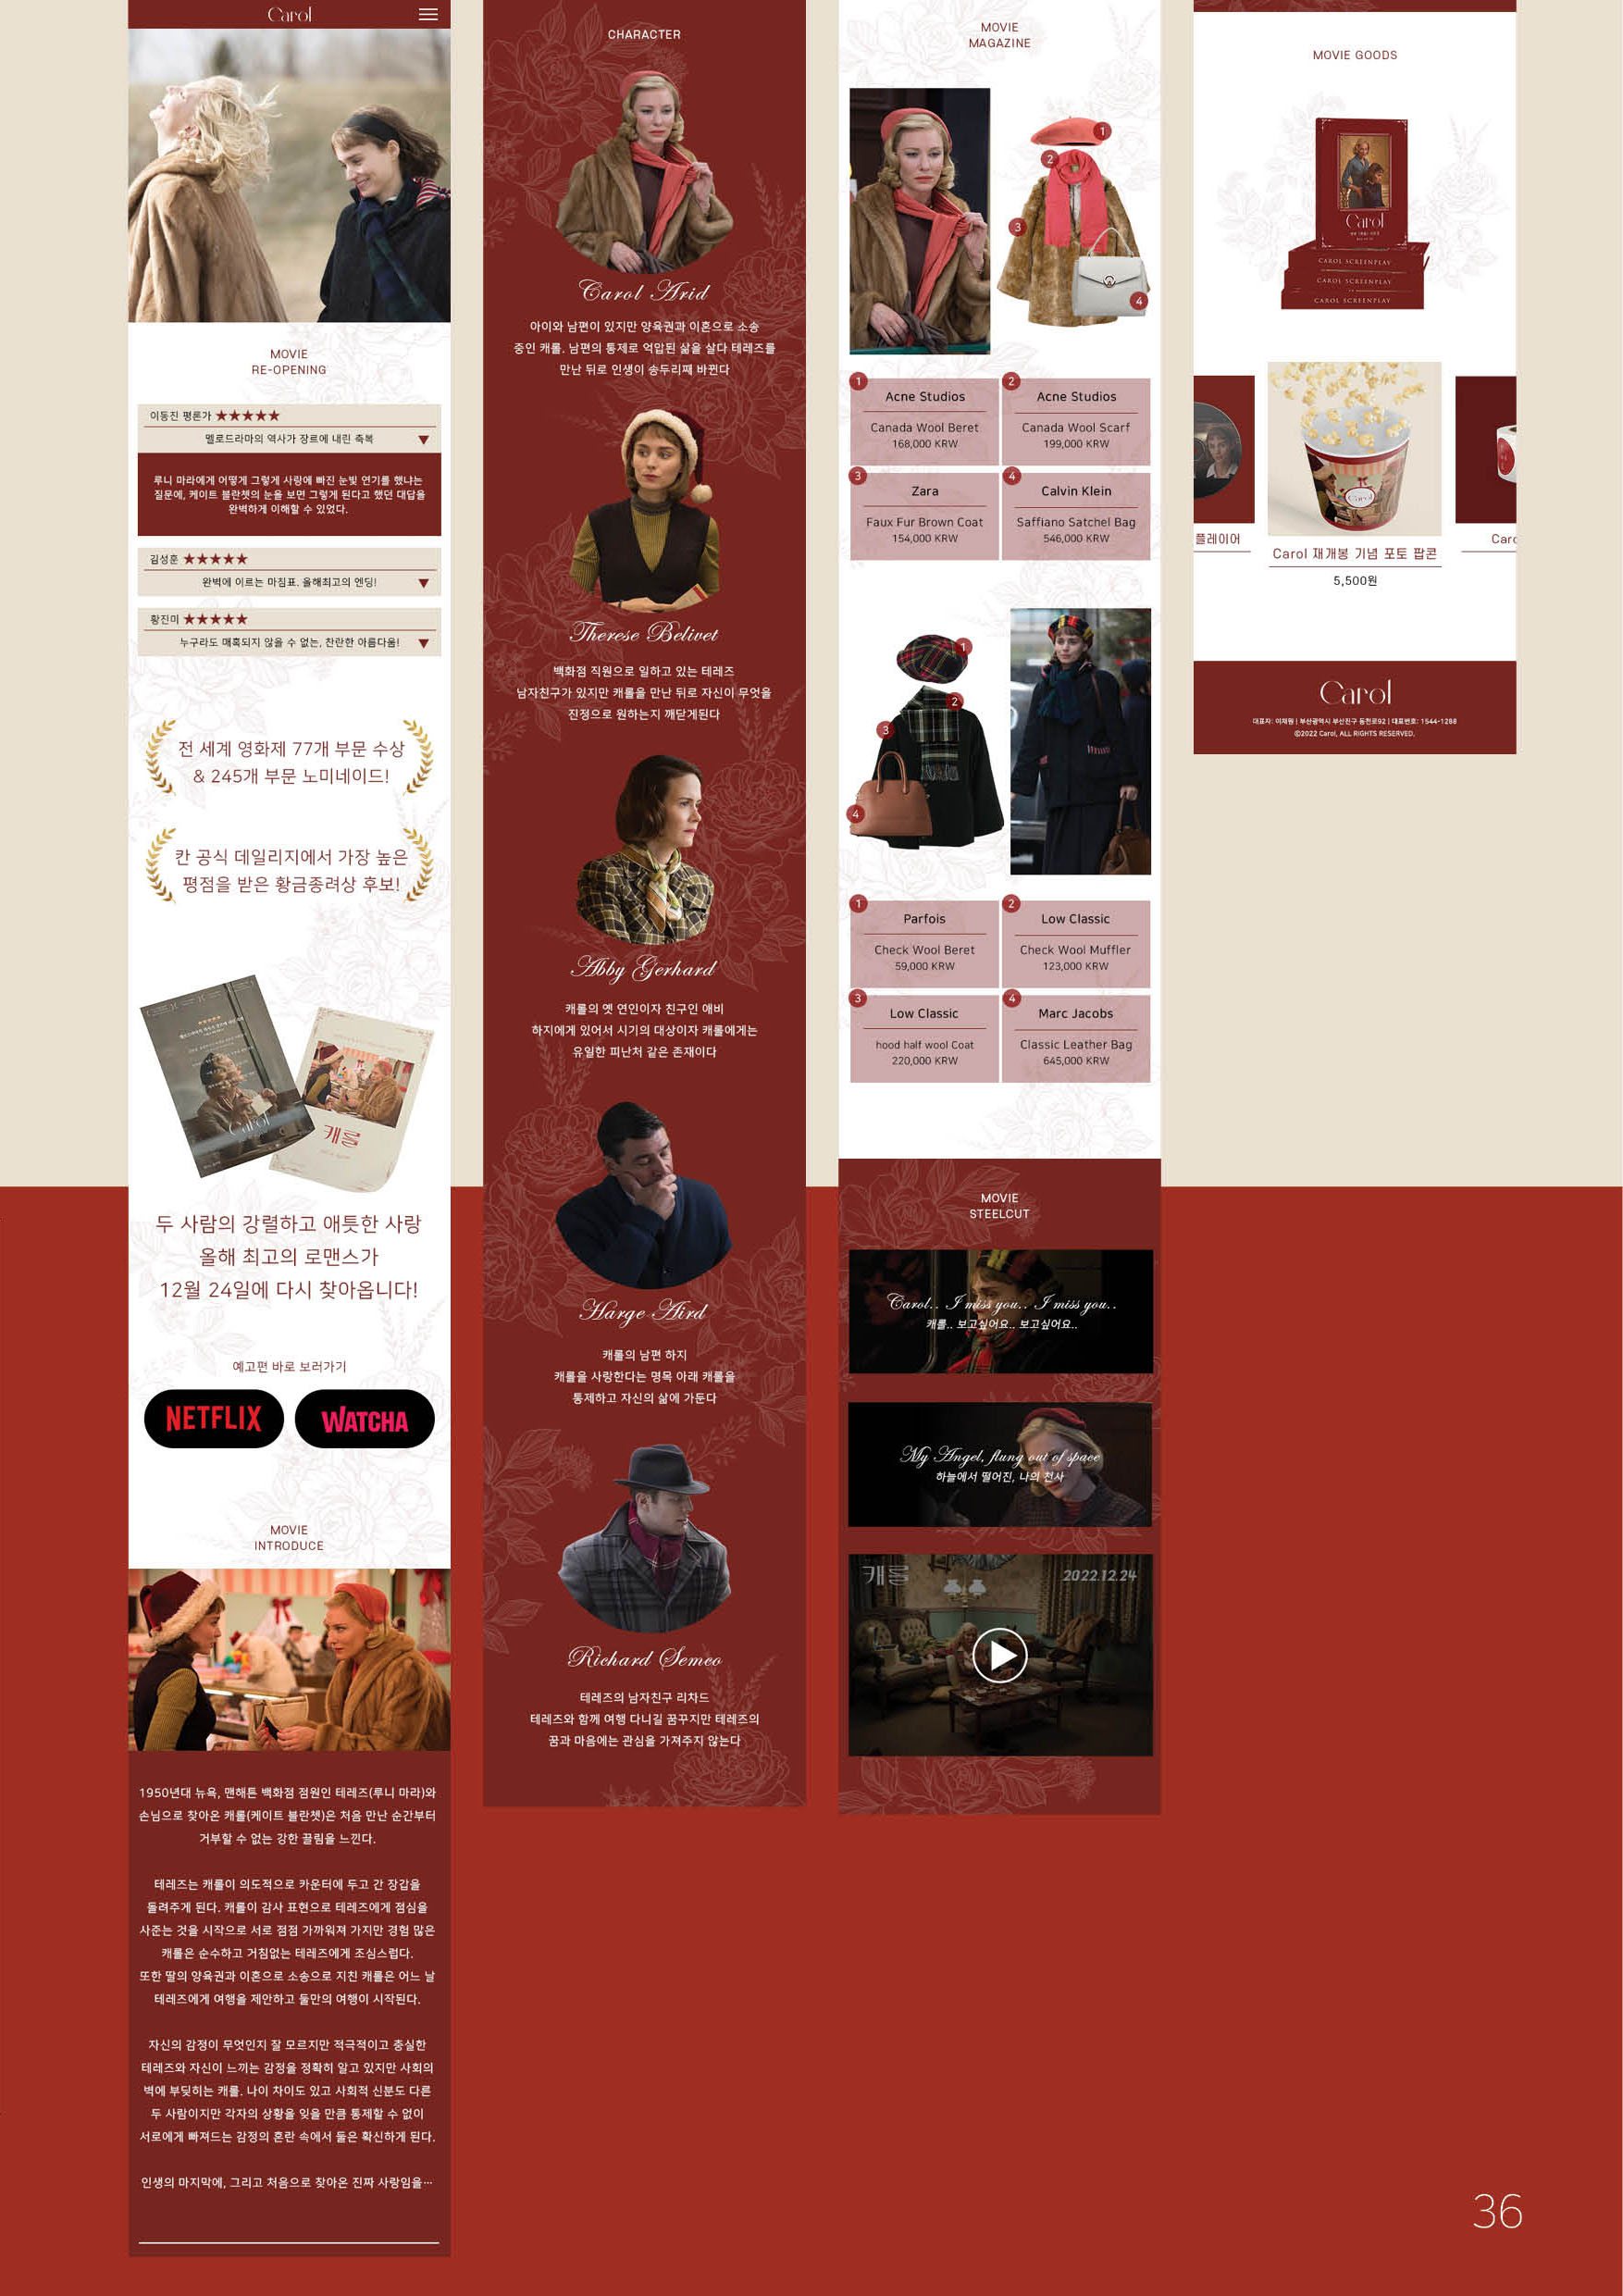 Carol
MOVIE
RE-OPENING
이동진 평론가 ★★★★★
멜로드라마의 역사가 장르에 내린 축복 ▼
루니 마라에게 어떻게 그렇게 사랑에 빠진 눈빛 연기를 했냐는
질문에, 케이트 블란쳇의 눈을 보면 그렇게 된다고 했던 대답을
완벽하게 이해할 수 있었다.
김성훈 ★★★★★
완벽에 이르는 마침표. 올해최고의 엔딩! ▼
황진미 ★★★★★
누구라도 매혹되지 않을 수 없는, 찬란한 아름다움! ▼
전 세계 영화제 77개 부문 수상
& 245개 부문 노미네이드!
칸 공식 데일리지에서 가장 높은
평점을 받은 황금종려상 후보!
Carol
캐롤
두 사람의 강렬하고 애틋한 사랑
올해 최고의 로맨스가
12월 24일에 다시 찾아옵니다!
예고편 바로 보러가기
NETFLIX
WATCHA
MOVIE
INTRODUCE
1950년대 뉴욕, 맨해튼 백화점 점원인 테레즈(루니 마라)와
손님으로 찾아온 캐롤(케이트 블란쳇)은 처음 만난 순간부터
거부할 수 없는 강한 끌림을 느낀다.
테레즈는 캐롤이 의도적으로 카운터에 두고 간 장갑을
돌려주게 된다. 캐롤이 감사 표현으로 테레즈에게 점심을
사준는 것을 시작으로 서로 점점 가까워져 가지만 경험 많은
캐롤은 순수하고 거침없는 테레즈에게 조심스럽다.
또한 딸의 양육권과 이혼으로 소송으로 지친 캐롤은 어느 날
테레즈에게 여행을 제안하고 둘만의 여행이 시작된다.
자신의 감정이 무엇인지 잘 모르지만 적극적이고 충실한
테레즈와 자신이 느끼는 감정을 정확히 알고 있지만 사회의
벽에 부딪히는 캐롤. 나이 차이도 있고 사회적 신분도 다른
두 사람이지만 각자의 상황을 잊을 만큼 통제할 수 없이
서로에게 빠져드는 감정의 혼란 속에서 둘은 확신하게 된다.
인생의 마지막에, 그리고 처음으로 찾아온 진짜 사랑임을…
CHARACTER
Carol Arid
아이와 남편이 있지만 양육권과 이혼으로 소송
중인 캐롤. 남편의 통제로 억압된 삶을 살다 테레즈를
만난 뒤로 인생이 송두리째 바뀐다
Therese Belivet
백화점 직원으로 일하고 있는 테레즈
남자친구가 있지만 캐롤을 만난 뒤로 자신이 무엇을
진정으로 원하는지 깨닫게된다
Abby Gerhard
캐롤의 옛 연인이자 친구인 애비
하지에게 있어서 시기의 대상이자 캐롤에게는
유일한 피난처 같은 존재이다
Harge Aird
캐롤의 남편 하지
캐롤을 사랑한다는 명목 아래 캐롤을
통제하고 자신의 삶에 가둔다
Richard Semco
테레즈의 남자친구 리차드
테레즈와 함께 여행 다니길 꿈꾸지만 테레즈의
꿈과 마음에는 관심을 가져주지 않는다
MOVIE
MAGAZINE
1
2
3
4
1
Acne Studios
Canada Wool Beret
168,000 KRW
2
Acne Studios
Canada Wool Scarf
199,000 KRW
3
Zara
Faux Fur Brown Coat
154,000 KRW
4
Calvin Klein
Saffiano Satchel Bag
546,000 KRW
1
2
3
4
1
Parfois
Check Wool Beret
59,000 KRW
2
Low Classic
Check Wool Muffler
123,000 KRW
3
Low Classic
hood half wool Coat
220,000 KRW
4
Marc Jacobs
Classic Leather Bag
645,000 KRW
MOVIE
STEELCUT
Carol.. I miss you.. I miss you..
캐롤.. 보고싶어요.. 보고싶어요..
My Angel, flung out of space
하늘에서 떨어진, 나의 천사
캐롤
2022.12.24
MOVIE GOODS
Carol
CAROL SCREENPLAY
CAROL SCREENPLAY
CAROL SCREENPLAY
Carol
플레이어
Carol 재개봉 기념 포토 팝콘
5,500원
Caro
Carol
대표자: 이재원 | 부산광역시 부산진구 동천로92 | 대표번호: 1544-1268
©2022 Carol, ALL RIGHTS RESERVED.
36